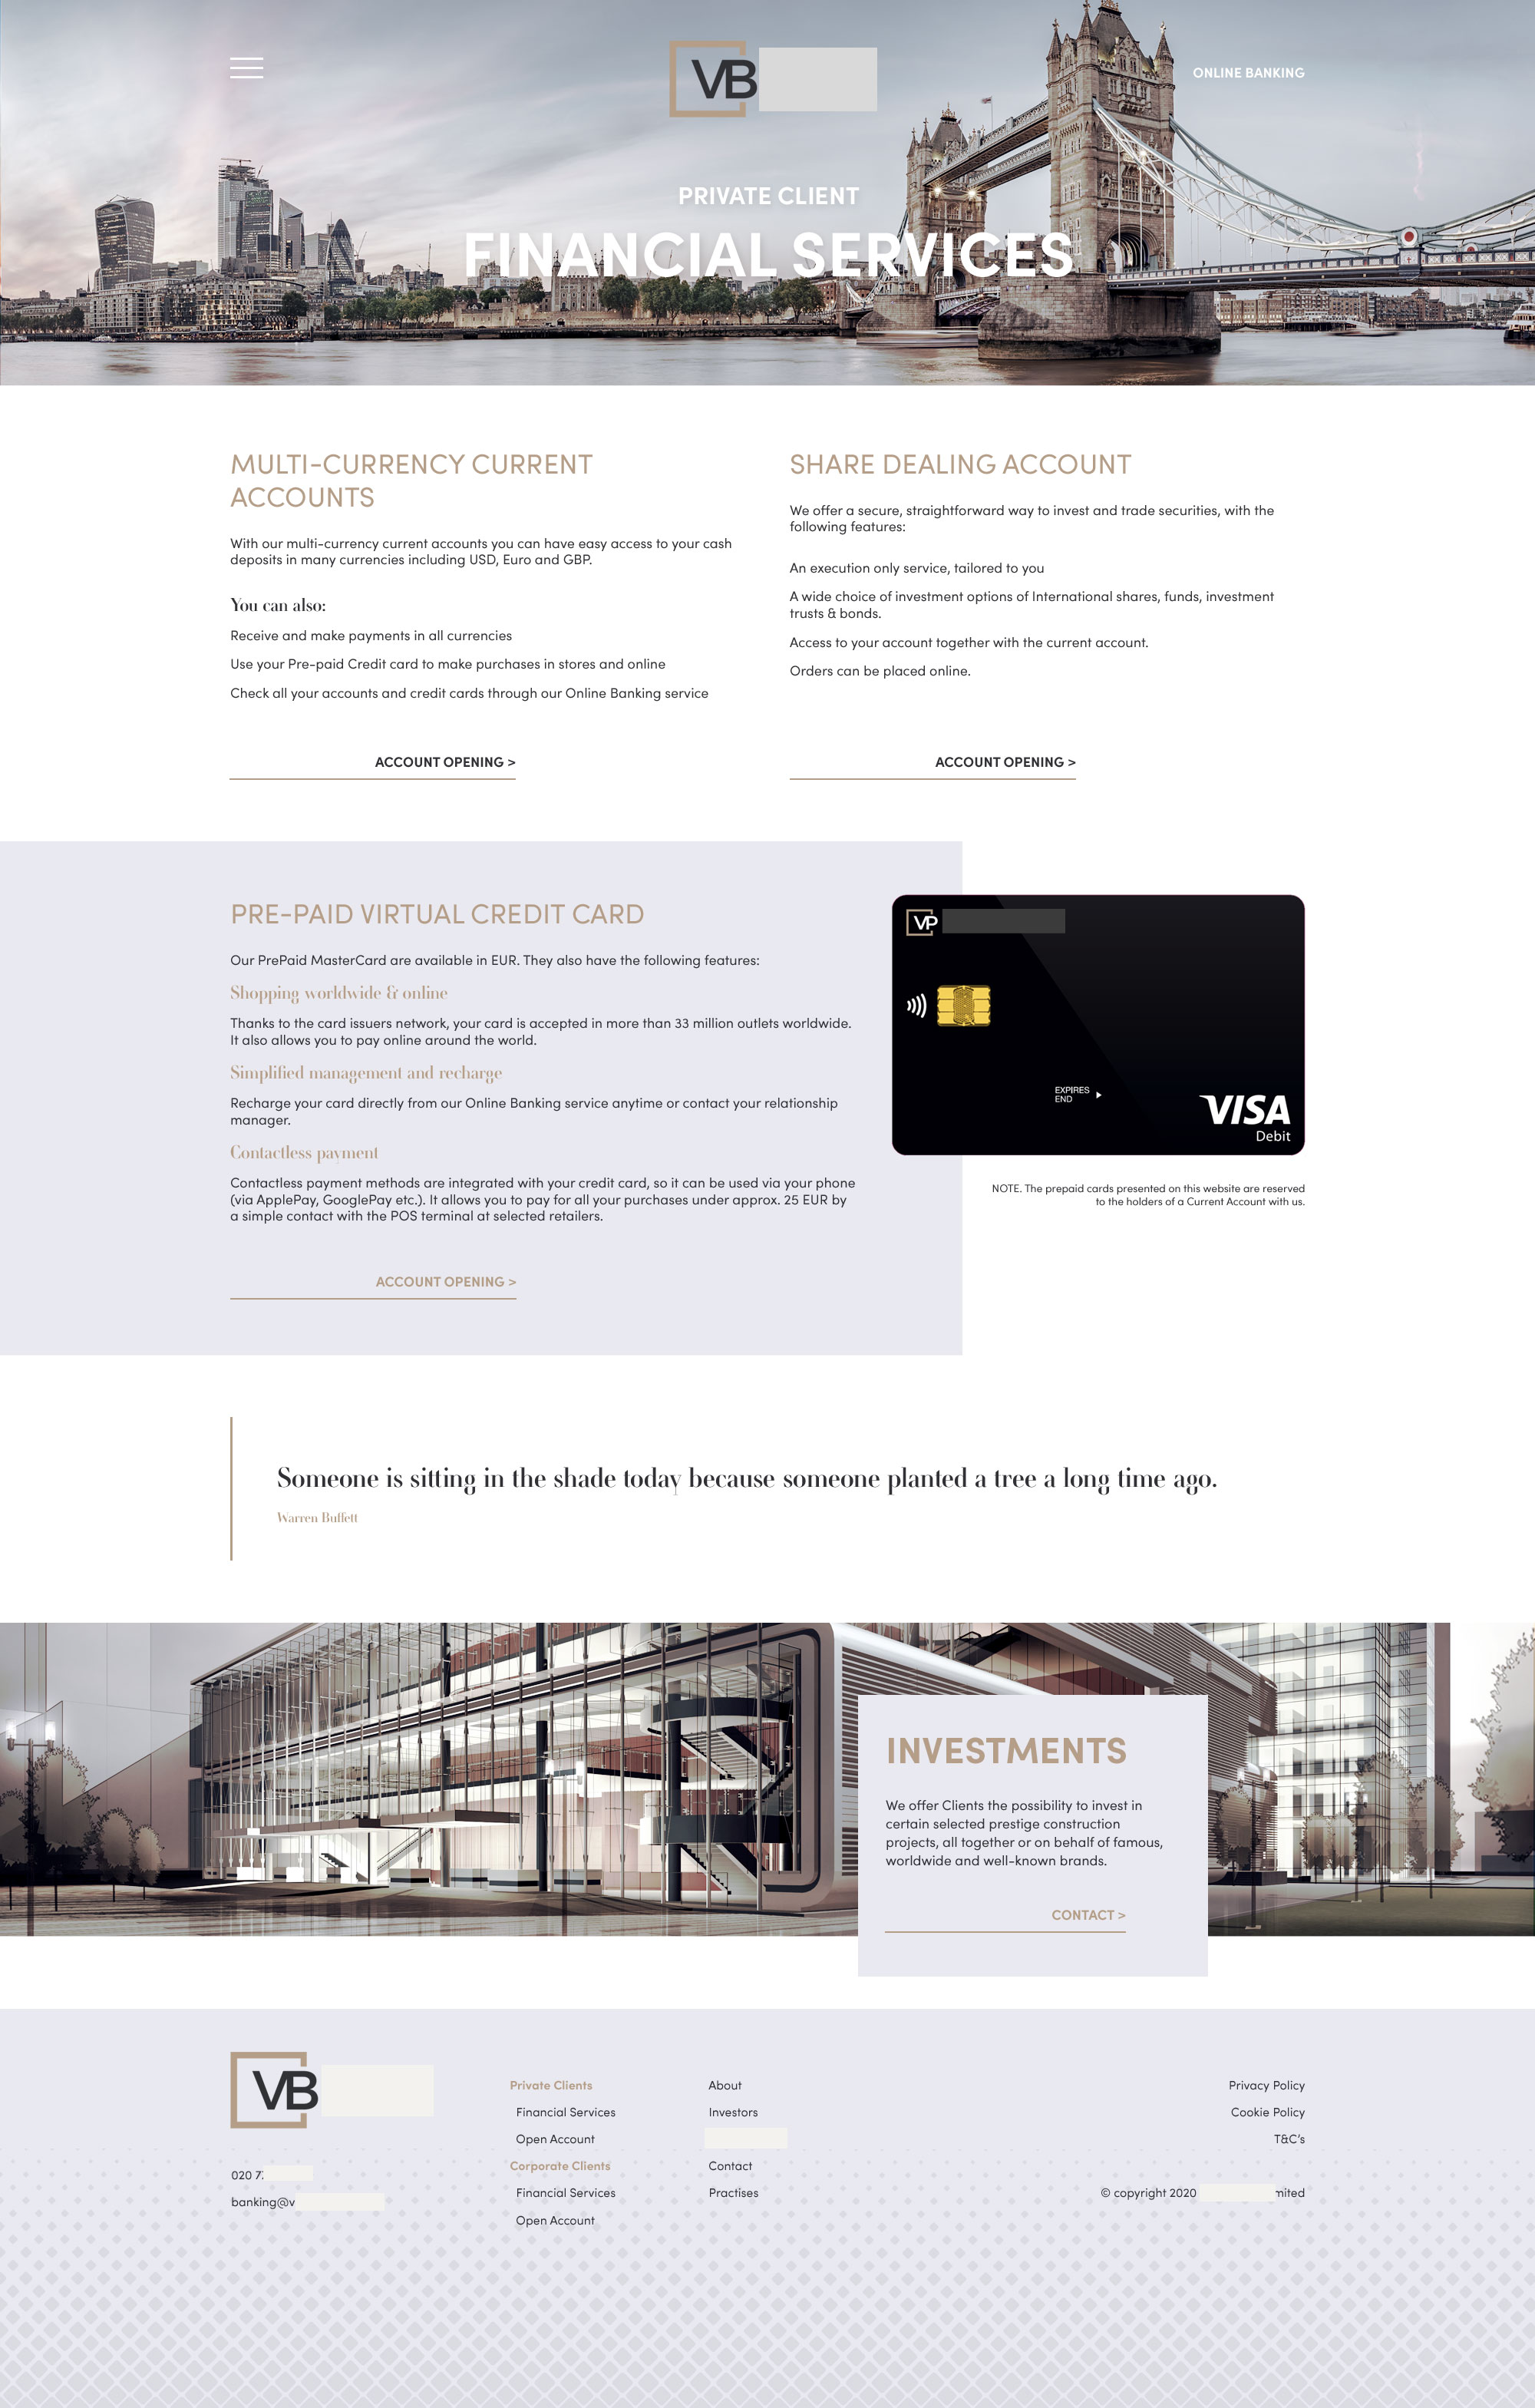 VB
ONLINE BANKING
PRIVATE CLIENT
FINANCIAL SERVICES
MULTI-CURRENCY CURRENT
ACCOUNTS
With our multi-currency current accounts you can have easy access to your cash
deposits in many currencies including USD, Euro and GBP.
You can also:
Receive and make payments in all currencies
Use your Pre-paid Credit card to make purchases in stores and online
Check all your accounts and credit cards through our Online Banking service
ACCOUNT OPENING >
SHARE DEALING ACCOUNT
We offer a secure, straightforward way to invest and trade securities, with the
following features:
An execution only service, tailored to you
A wide choice of investment options of International shares, funds, investment
trusts & bonds.
Access to your account together with the current account.
Orders can be placed online.
ACCOUNT OPENING >
PRE-PAID VIRTUAL CREDIT CARD
Our PrePaid MasterCard are available in EUR. They also have the following features:
Shopping worldwide & online
Thanks to the card issuers network, your card is accepted in more than 33 million outlets worldwide.
It also allows you to pay online around the world.
Simplified management and recharge
Recharge your card directly from our Online Banking service anytime or contact your relationship
manager.
Contactless payment
Contactless payment methods are integrated with your credit card, so it can be used via your phone
(via ApplePay, GooglePay etc.). It allows you to pay for all your purchases under approx. 25 EUR by
a simple contact with the POS terminal at selected retailers.
ACCOUNT OPENING >
VP
EXPIRES
END
VISA
Debit
NOTE. The prepaid cards presented on this website are reserved
to the holders of a Current Account with us.
Someone is sitting in the shade today because someone planted a tree a long time ago.
Warren Buffett
INVESTMENTS
We offer Clients the possibility to invest in
certain selected prestige construction
projects, all together or on behalf of famous,
worldwide and well-known brands.
CONTACT >
VB
020 7
banking@v
Private Clients
Financial Services
Open Account
Corporate Clients
Financial Services
Open Account
About
Investors
Contact
Practises
Privacy Policy
Cookie Policy
T&C's
© copyright 2020 mited